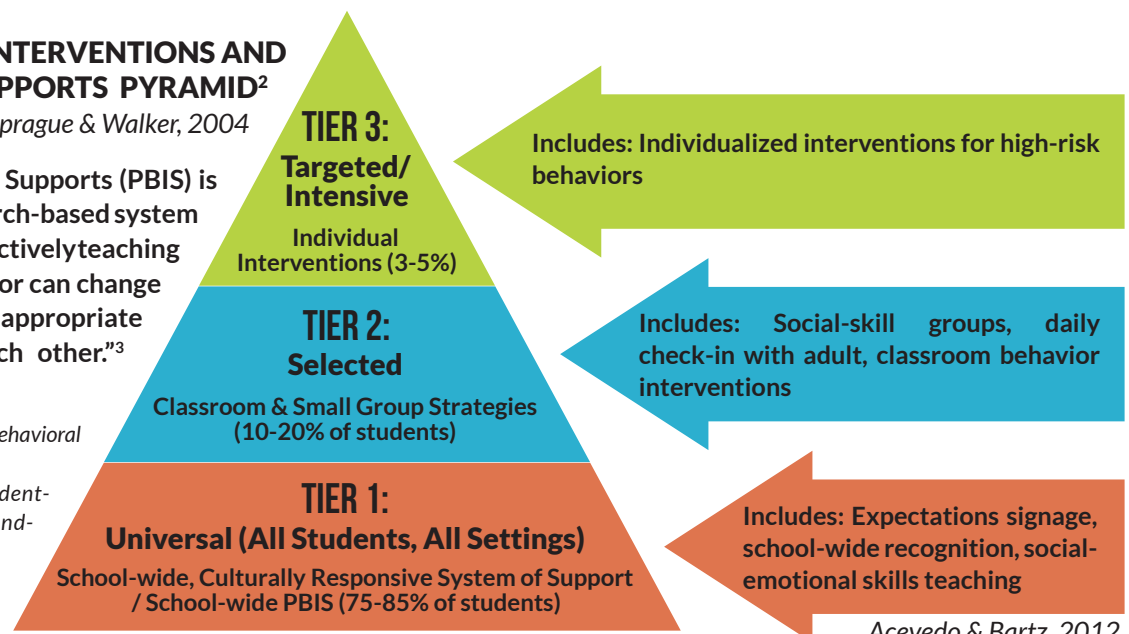 INTERVENTIONS AND
PPORTS PYRAMID²
prague & Walker, 2004
Supports (PBIS) is
rch-based system
ctively teaching
or can change
appropriate
ch other.”³
ehavioral
dent-
nd-
TIER 3:
Targeted/
Intensive
Individual
Interventions (3-5%)
Includes: Individualized interventions for high-risk
behaviors
TIER 2:
Selected
Classroom & Small Group Strategies
(10-20% of students)
Includes: Social-skill groups, daily
check-in with adult, classroom behavior
interventions
TIER 1:
Universal (All Students, All Settings)
School-wide, Culturally Responsive System of Support
/ School-wide PBIS (75-85% of students)
Includes: Expectations signage,
school-wide recognition, social-
emotional skills teaching
Acevedo & Bartz, 2012